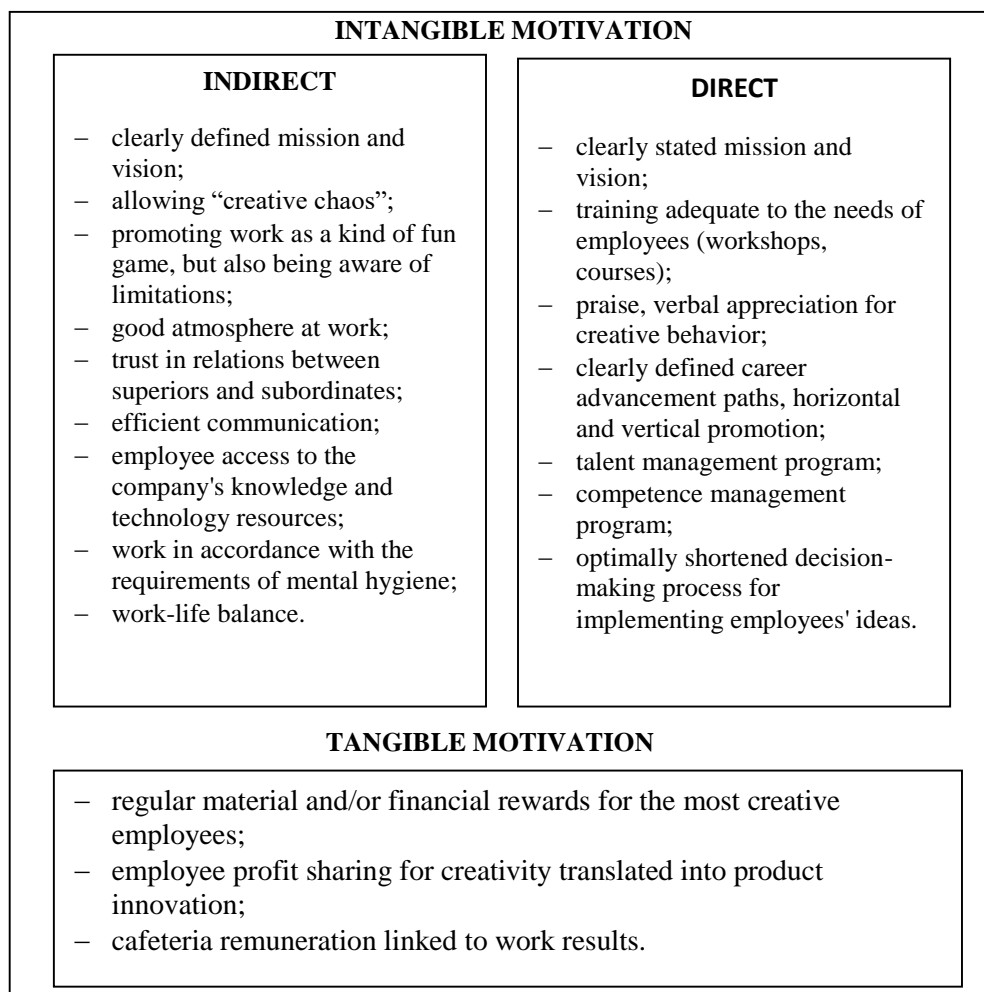 INTANGIBLE MOTIVATION
INDIRECT
– clearly defined mission and
vision;
– allowing “creative chaos”;
– promoting work as a kind of fun
game, but also being aware of
limitations;
– good atmosphere at work;
– trust in relations between
superiors and subordinates;
– efficient communication;
– employee access to the
company's knowledge and
technology resources;
– work in accordance with the
requirements of mental hygiene;
– work-life balance.
DIRECT
– clearly stated mission and
vision;
– training adequate to the needs of
employees (workshops,
courses);
– praise, verbal appreciation for
creative behavior;
– clearly defined career
advancement paths, horizontal
and vertical promotion;
– talent management program;
– competence management
program;
– optimally shortened decision-
making process for
implementing employees' ideas.
TANGIBLE MOTIVATION
– regular material and/or financial rewards for the most creative
employees;
– employee profit sharing for creativity translated into product
innovation;
– cafeteria remuneration linked to work results.